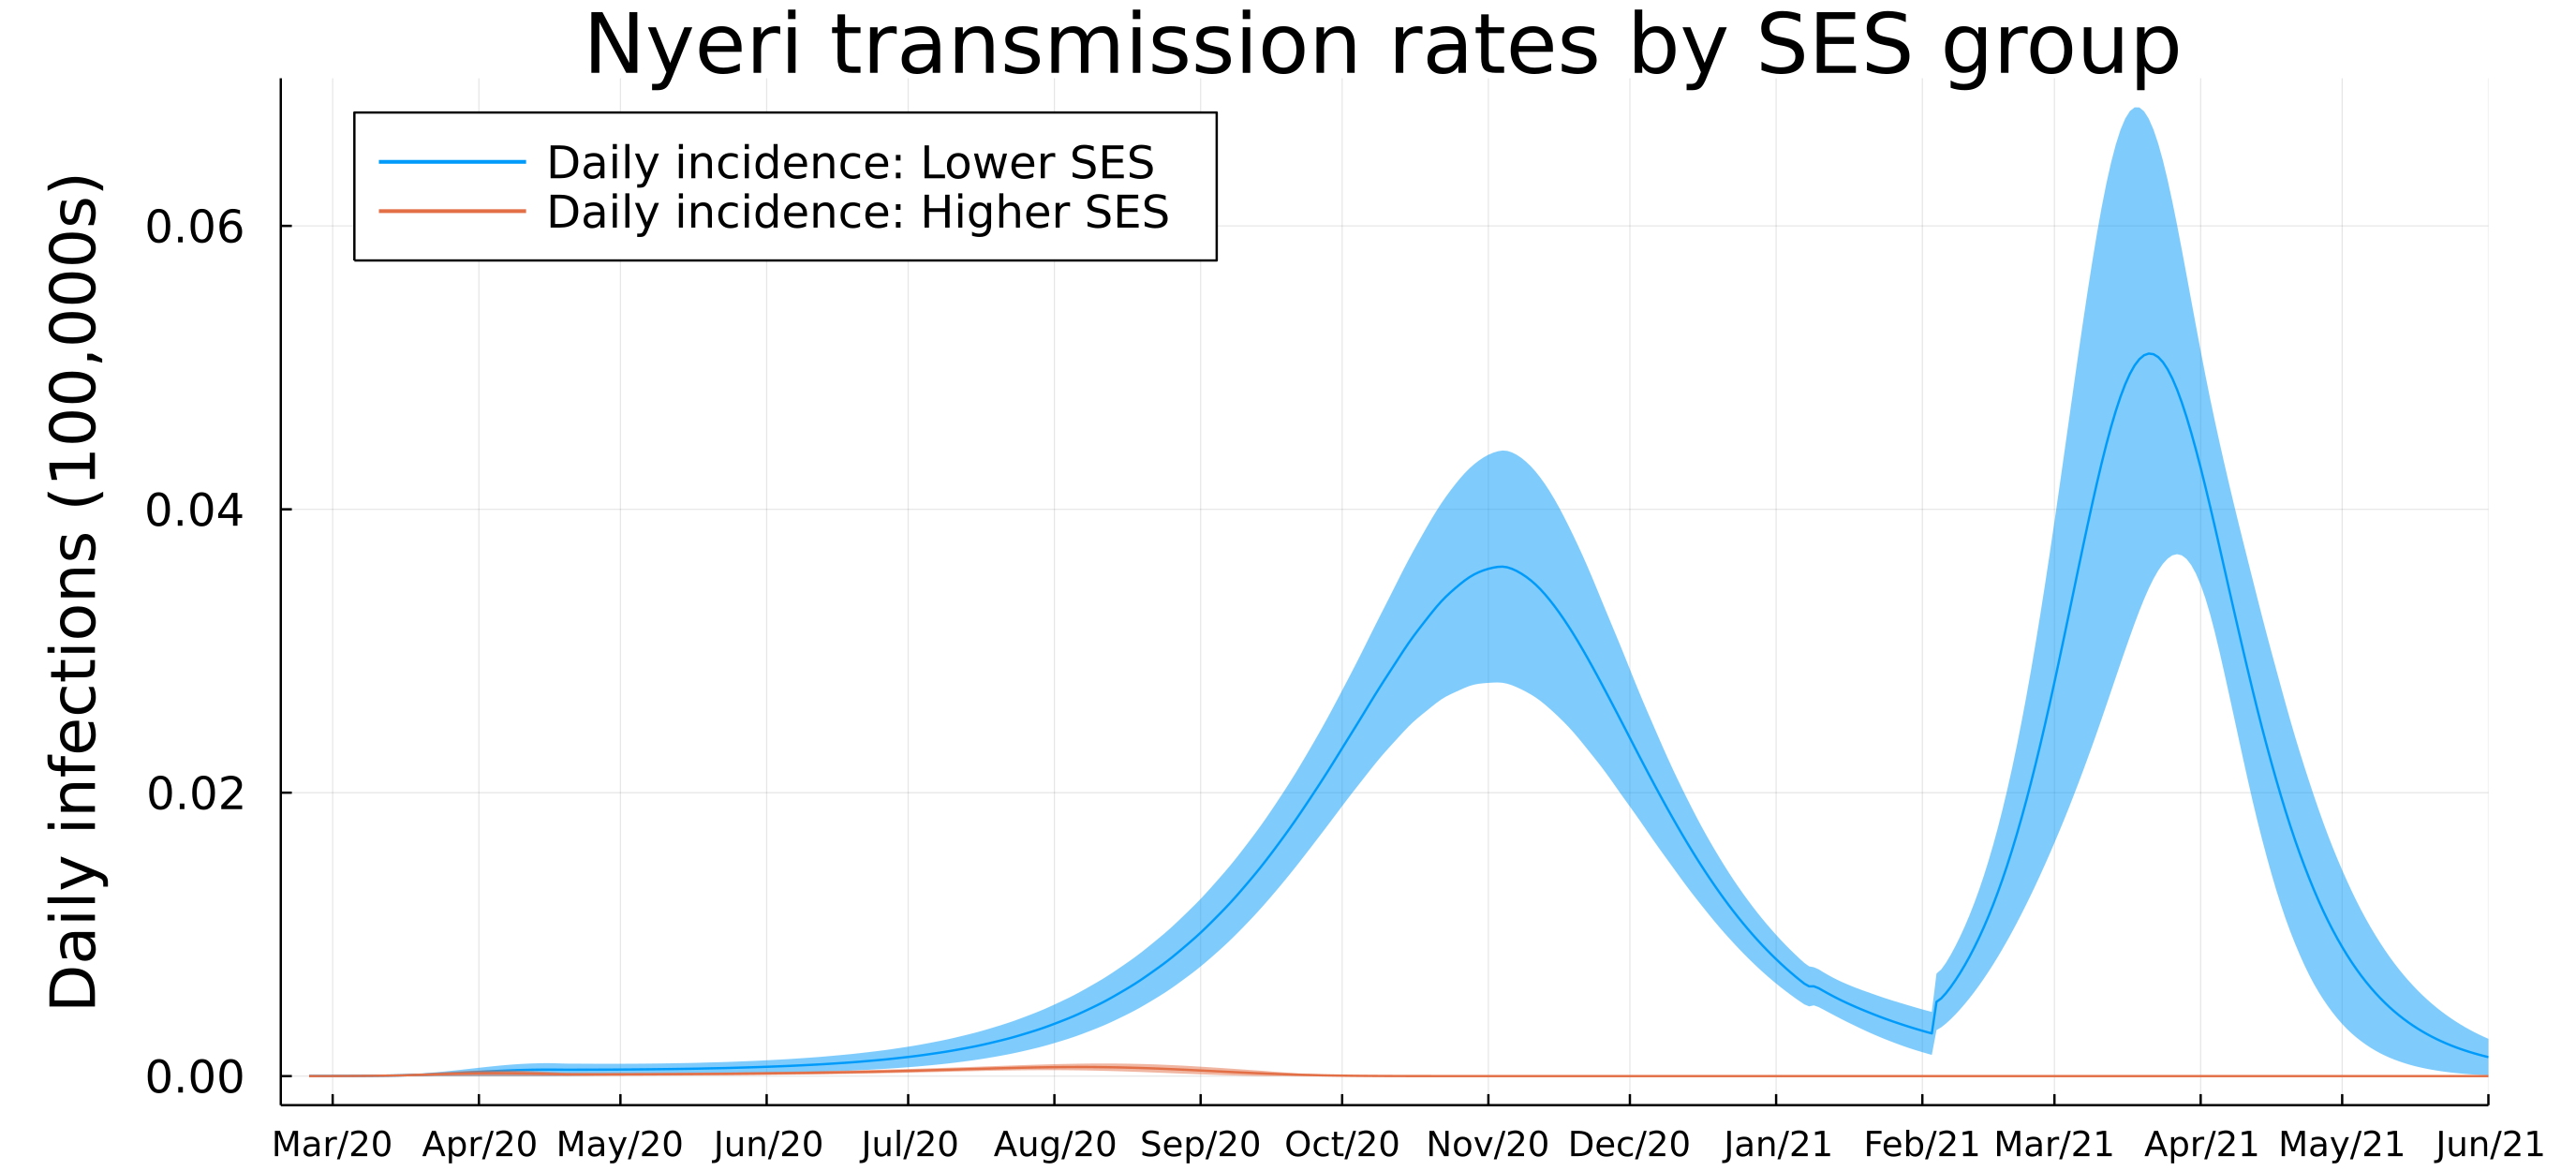 Nyeri transmission rates by SES group
Daily incidence: Lower SES
Daily incidence: Higher SES
Daily infections (100,000s)
0.06
0.04
0.02
0.00
Mar/20 Apr/20 May/20 Jun/20 Jul/20 Aug/20 Sep/20 Oct/20 Nov/20 Dec/20 Jan/21 Feb/21 Mar/21 Apr/21 May/21 Jun/21